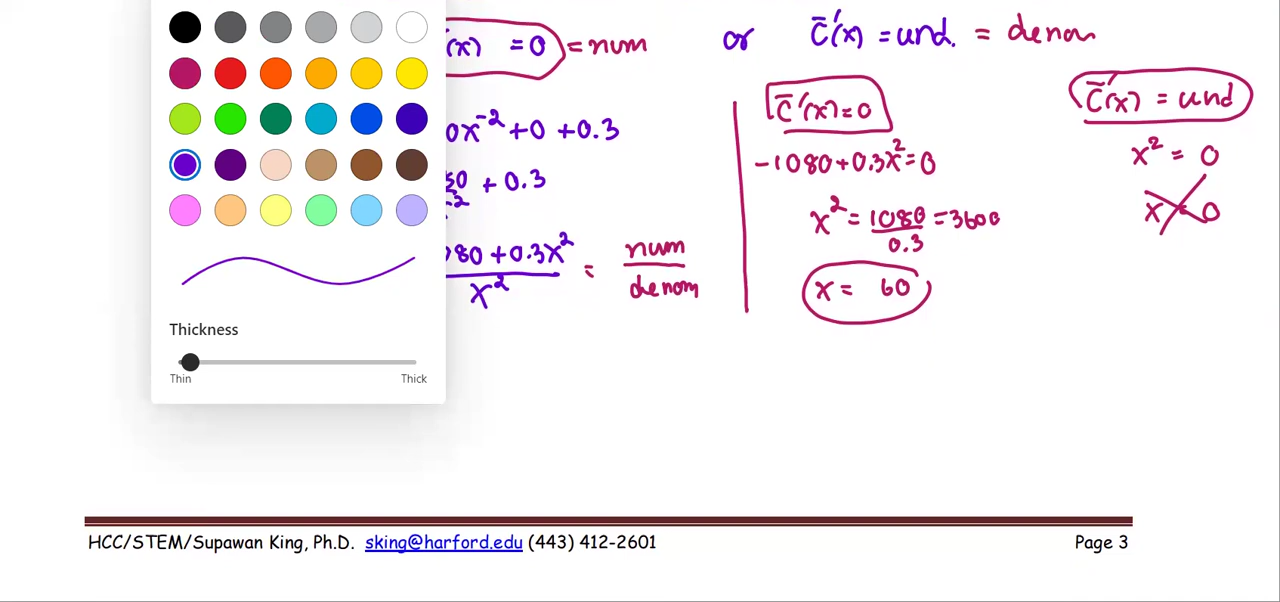 (x) = 0 = num or C̄'(x) = und. = denom
0x⁻² + 0 + 0.3
+ 0.3
80 + 0.3x²
x²
= num
denom
C̄'(x) = 0
-1080 + 0.3x² = 0
x² = 1080 = 3600
0.3
x = 60
C̄'(x) = und
x² = 0
x = 0
Thickness
Thin Thick
HCC/STEM/Supawan King, Ph.D. sking@harford.edu (443) 412-2601 Page 3